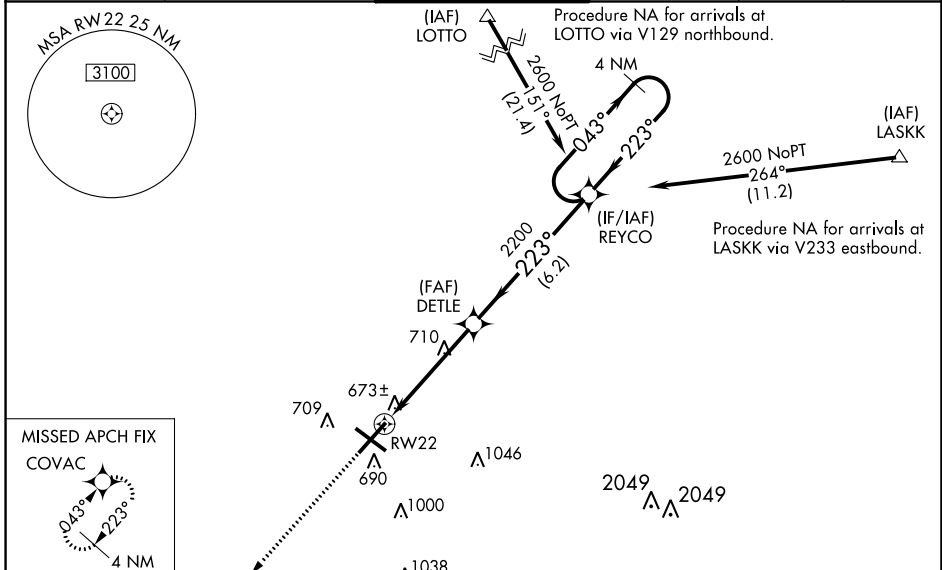 MSA RW22 25 NM
3100
(IAF)
LOTTO
Procedure NA for arrivals at
LOTTO via V129 northbound.
2600 NoPT
151°
(21.4)
4 NM
043°
223°
(IAF)
LASKK
2600 NoPT
264°
(11.2)
(IF/IAF)
REYCO
Procedure NA for arrivals at
LASKK via V233 eastbound.
2200
223°
(6.2)
(FAF)
DETLE
710
673±
709
RW22
690
1046
1000
2049
2049
1038
MISSED APCH FIX
COVAC
043°
223°
4 NM